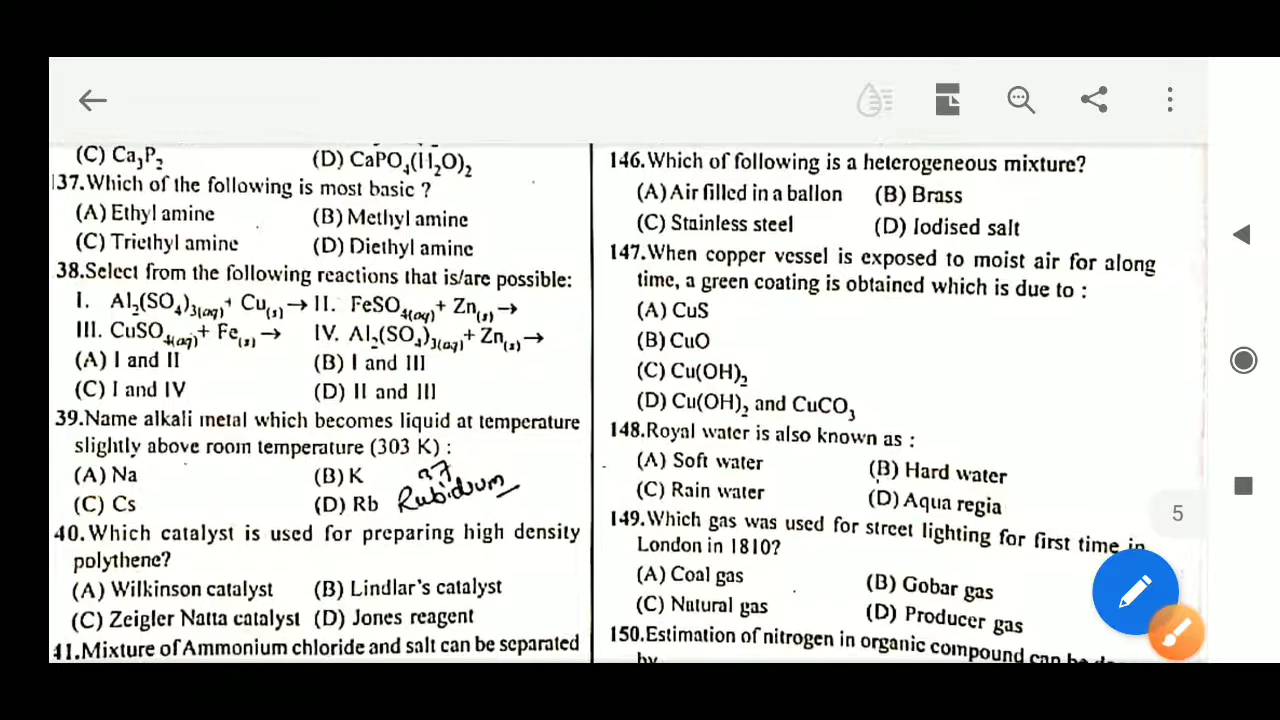 (C) Ca₃P₂ (D) CaPO₄(H₂O)₂
137.Which of the following is most basic ?
(A) Ethyl amine (B) Methyl amine
(C) Triethyl amine (D) Diethyl amine
38.Select from the following reactions that is/are possible:
I. Al₂(SO₄)₃(aq)+ Cu(s)→ II. FeSO₄(aq)+ Zn(s)→
III. CuSO₄(aq)+ Fe(s)→ IV. Al₂(SO₄)₃(aq)+ Zn(s)→
(A) I and II (B) I and III
(C) I and IV (D) II and III
39.Name alkali metal which becomes liquid at temperature
slightly above room temperature (303 K) :
(A) Na (B) K 37
(C) Cs (D) Rb Rubidium
40.Which catalyst is used for preparing high density
polythene?
(A) Wilkinson catalyst (B) Lindlar's catalyst
(C) Zeigler Natta catalyst (D) Jones reagent
41.Mixture of Ammonium chloride and salt can be separated
146.Which of following is a heterogeneous mixture?
(A) Air filled in a ballon (B) Brass
(C) Stainless steel (D) Iodised salt
147.When copper vessel is exposed to moist air for along
time, a green coating is obtained which is due to :
(A) CuS
(B) CuO
(C) Cu(OH)₂
(D) Cu(OH)₂ and CuCO₃
148.Royal water is also known as :
(A) Soft water (B) Hard water
(C) Rain water (D) Aqua regia
149.Which gas was used for street lighting for first time in
London in 1810?
(A) Coal gas (B) Gobar gas
(C) Natural gas (D) Producer gas
150.Estimation of nitrogen in organic compound can be
by
5